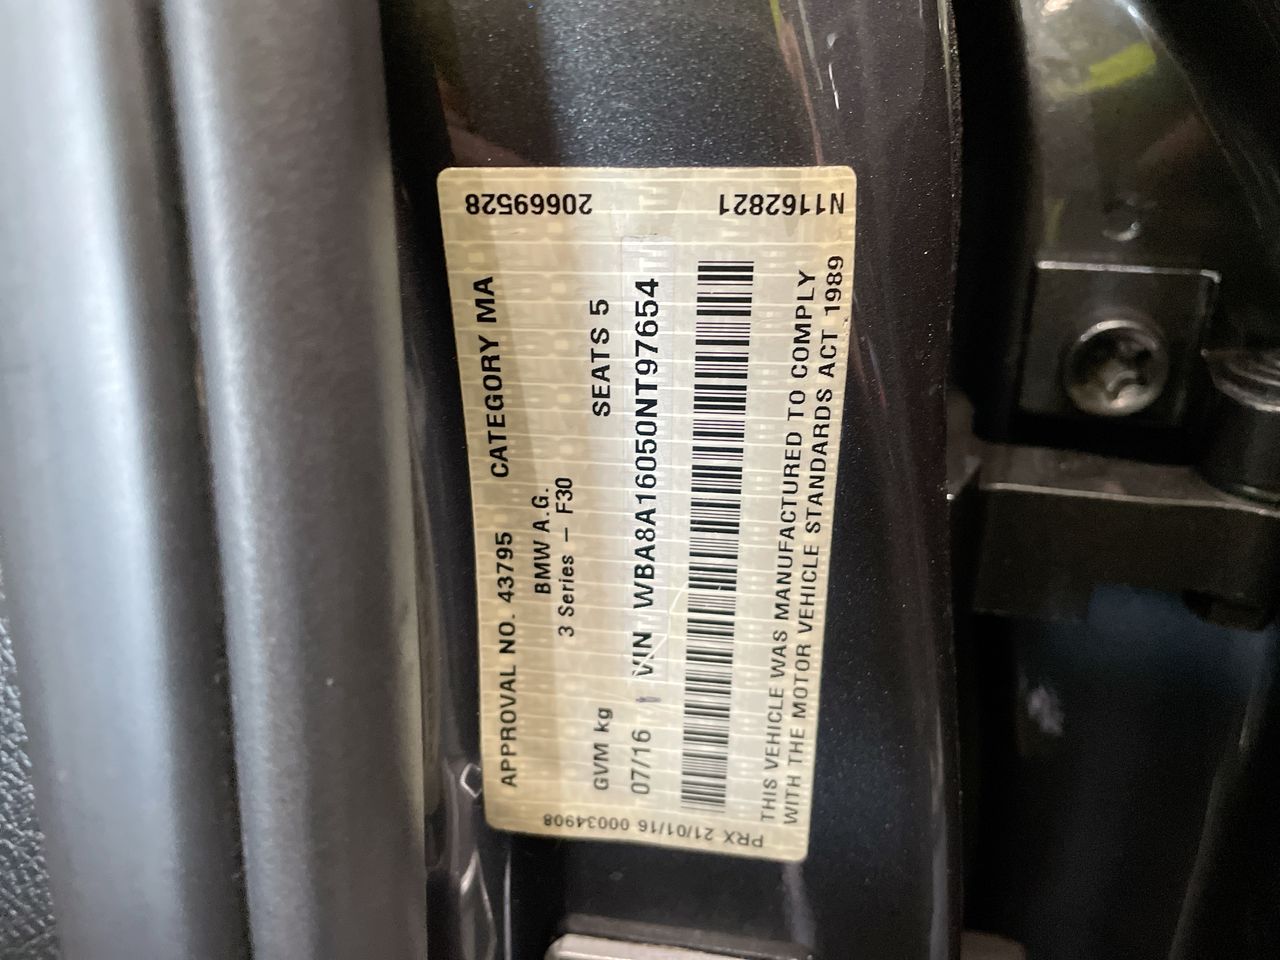 APPROVAL NO. 43795 CATEGORY MA
BMW A.G.
3 Series – F30
GVM kg SEATS 5
07/16 VIN WBA8A16050NT97654
THIS VEHICLE WAS MANUFACTURED TO COMPLY
WITH THE MOTOR VEHICLE STANDARDS ACT 1989
20669528
N1162821
PRX 21/01/16 00034908